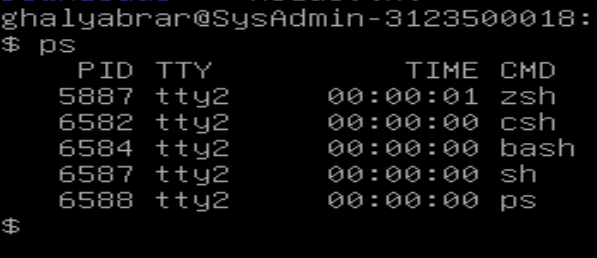 ghalyabrar@SysAdmin-3123500018:
$ ps
PID TTY TIME CMD
5887 tty2 00:00:01 zsh
6582 tty2 00:00:00 csh
6584 tty2 00:00:00 bash
6587 tty2 00:00:00 sh
6588 tty2 00:00:00 ps
$